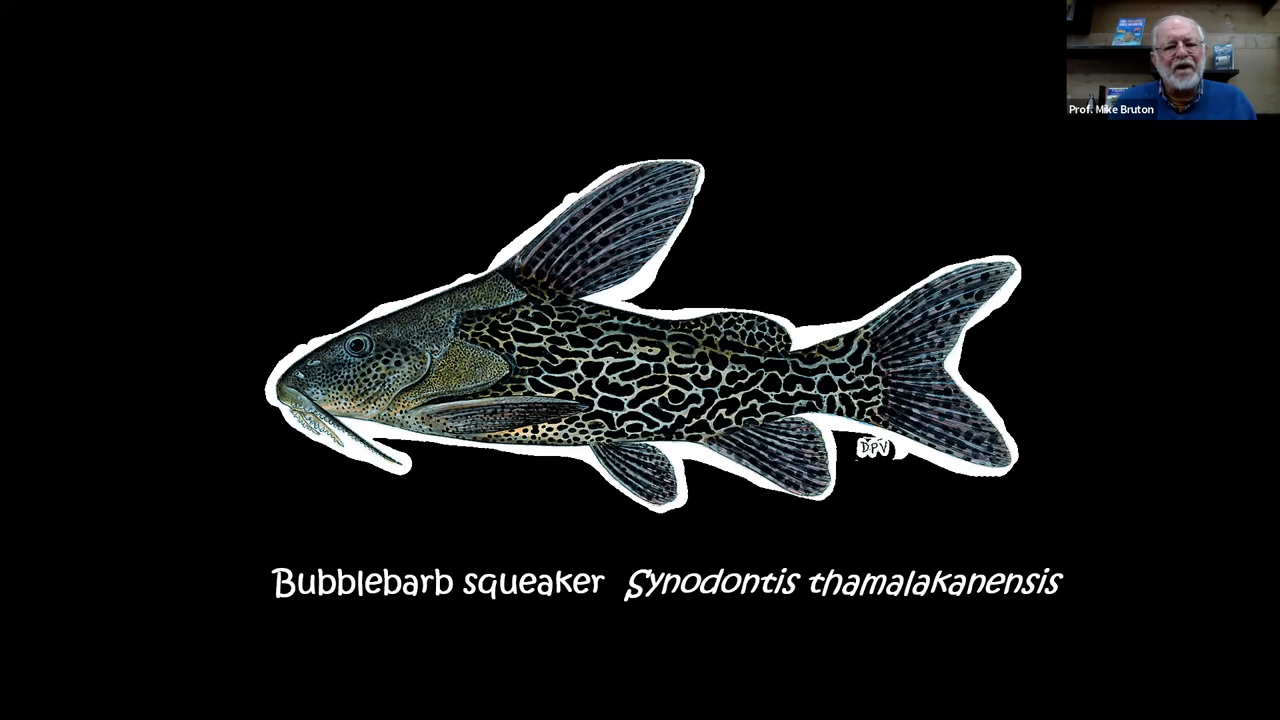 Prof. Mike Bruton
DPV
Bubblebarb squeaker Synodontis thamalakanensis